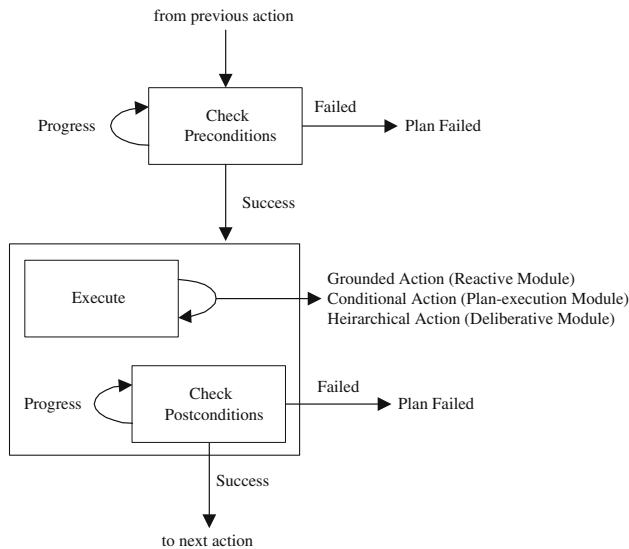 from previous action
Progress
Check
Preconditions
Failed
Plan Failed
Success
Execute
Grounded Action (Reactive Module)
Conditional Action (Plan-execution Module)
Heirarchical Action (Deliberative Module)
Progress
Check
Postconditions
Failed
Plan Failed
Success
to next action